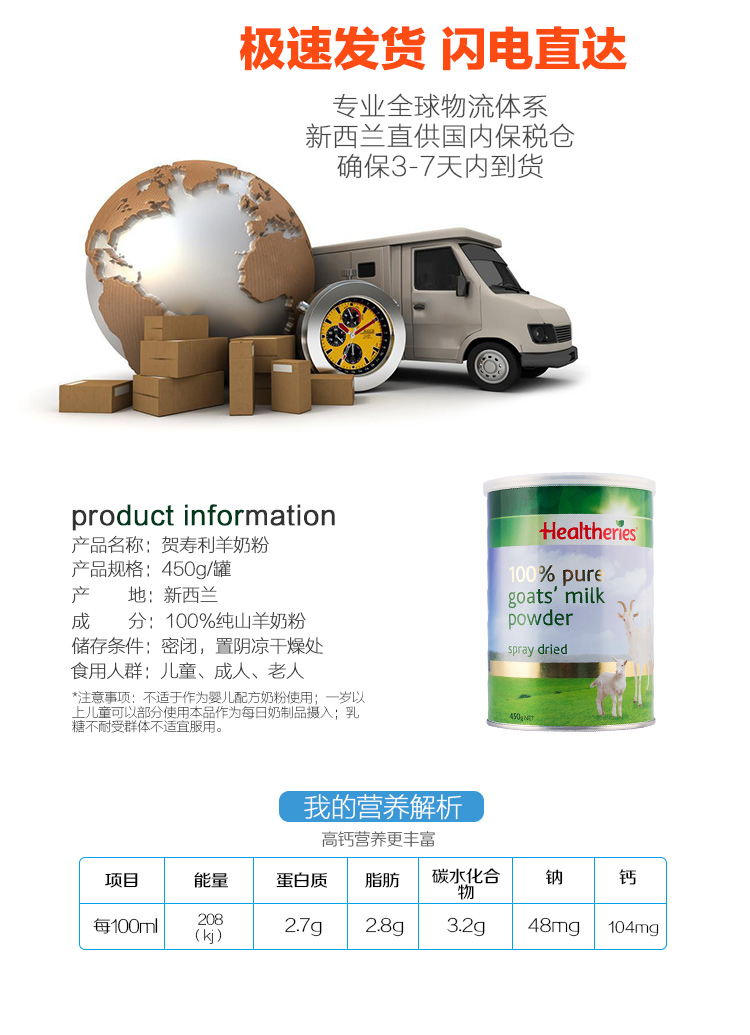 极速发货 闪电直达
专业全球物流体系
新西兰直供国内保税仓
确保3-7天内到货
product information
产品名称：贺寿利羊奶粉
产品规格：450g/罐
产 地：新西兰
成 分：100%纯山羊奶粉
储存条件：密闭，置阴凉干燥处
食用人群：儿童、成人、老人
*注意事项：不适于作为婴儿配方奶粉使用；一岁以
上儿童可以部分使用本品作为每日奶制品摄入；乳
糖不耐受群体不适宜服用。
Healtheries
100% pure
goats' milk
powder
spray dried
450g NET
我的营养解析
高钙营养更丰富
项目 能量 蛋白质 脂肪 碳水化合物 钠 钙
每100ml 208（kj） 2.7g 2.8g 3.2g 48mg 104mg